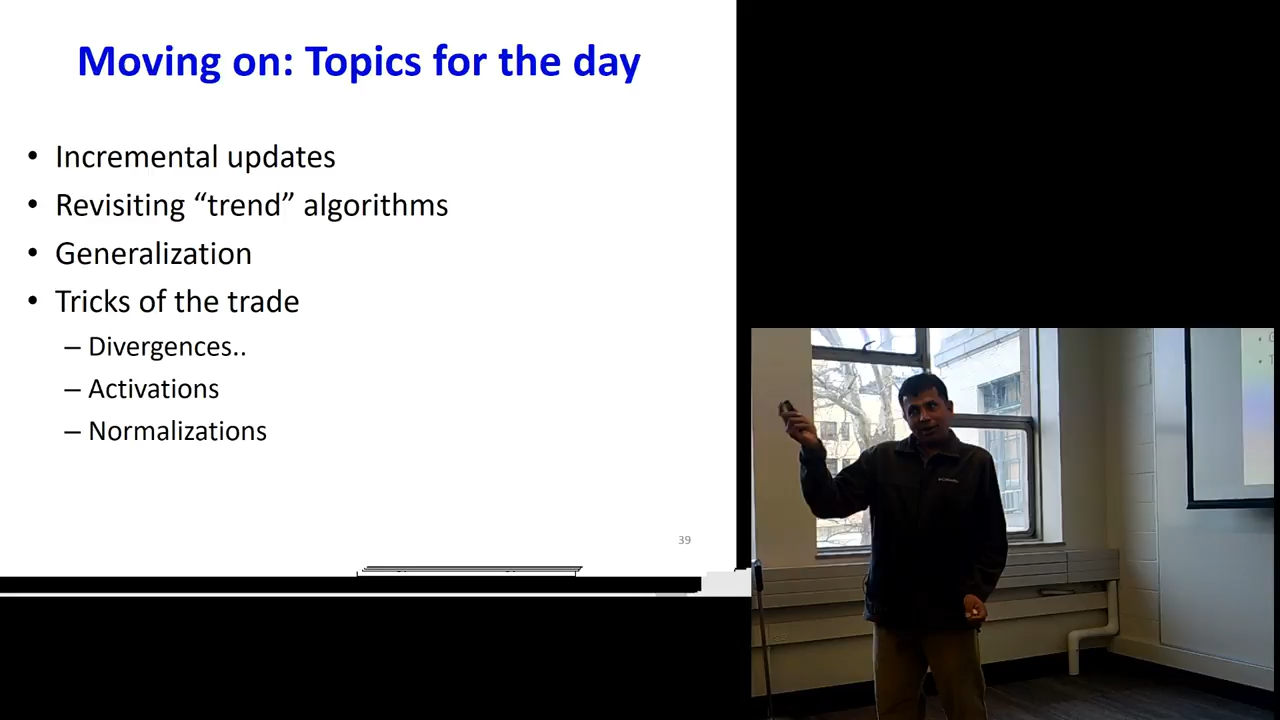 Moving on: Topics for the day
• Incremental updates
• Revisiting “trend” algorithms
• Generalization
• Tricks of the trade
– Divergences..
– Activations
– Normalizations
39
Columbia